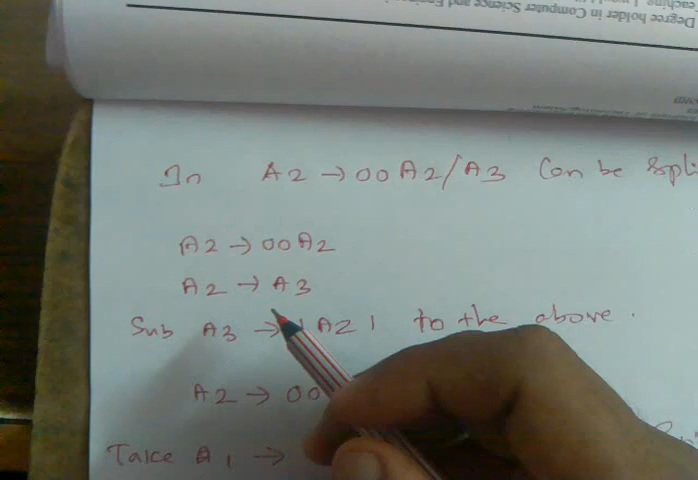 Degree holder in Computer Science and
In A2 → 00A2/A3 Can be spli
A2 → 00A2
A2 → A3
Sub A3 → 1A21 to the above.
A2 → 00
Take A1 →